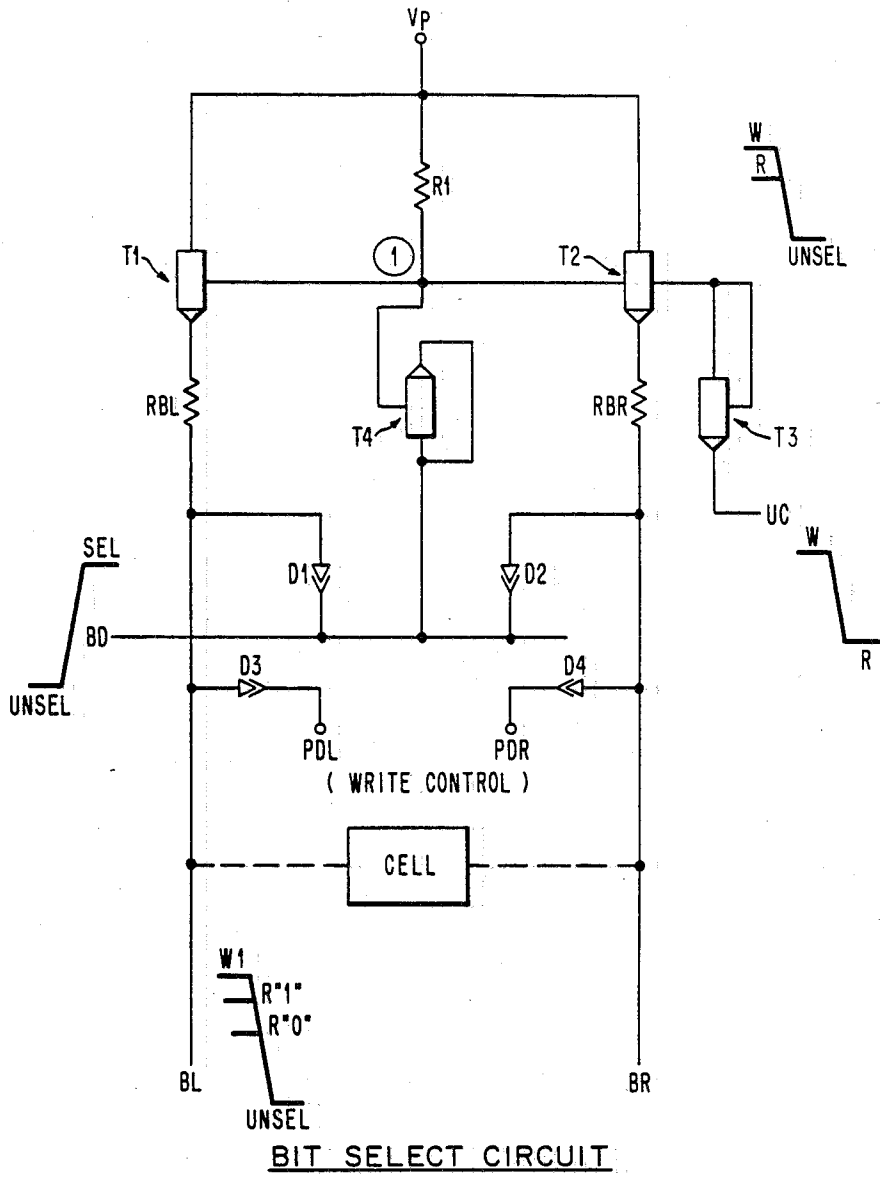 VP
R1
W
R
UNSEL
T1
1
T2
RBL
T4
RBR
T3
UC
SEL
D1
D2
W
BD
D3
D4
R
UNSEL
PDL
PDR
( WRITE CONTROL )
CELL
W1
R"1"
R"0"
BL
BR
UNSEL
BIT SELECT CIRCUIT